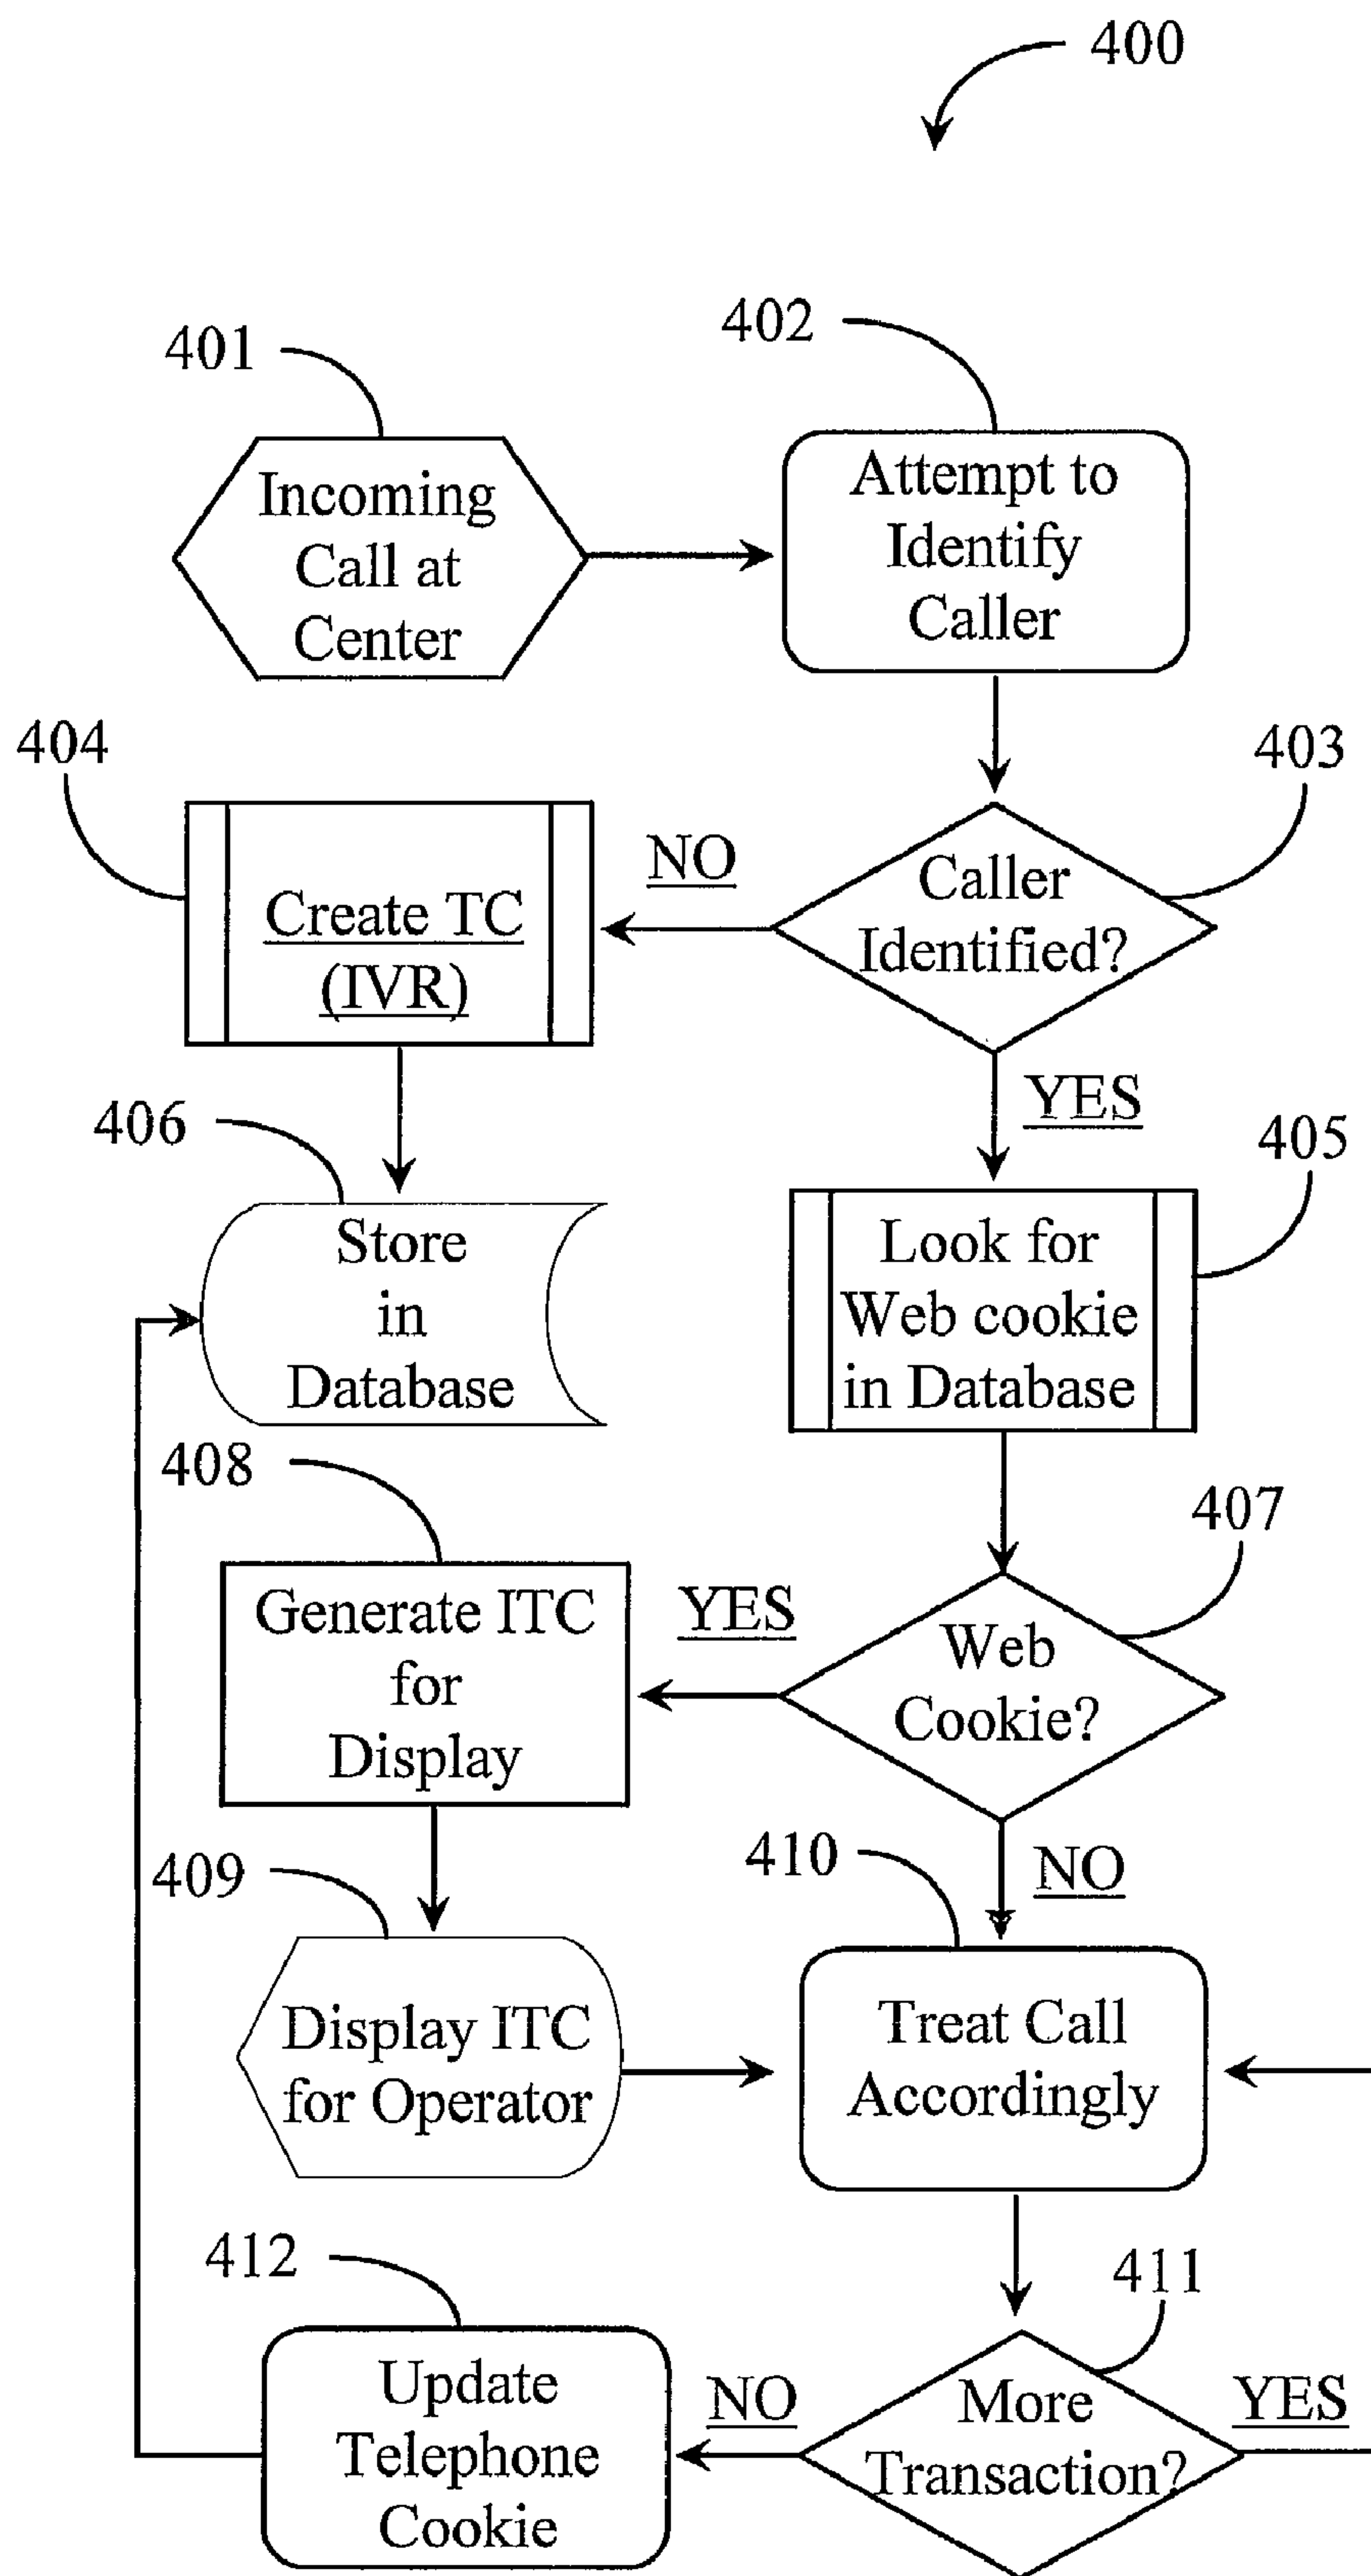 400
401
402
Incoming
Call at
Center
Attempt to
Identify
Caller
404
403
Create TC
(IVR)
NO
Caller
Identified?
YES
406
405
Store
in
Database
Look for
Web cookie
in Database
408
407
Generate ITC
for
Display
YES
Web
Cookie?
409
410
NO
Display ITC
for Operator
Treat Call
Accordingly
412
411
Update
Telephone
Cookie
NO
More
Transaction?
YES